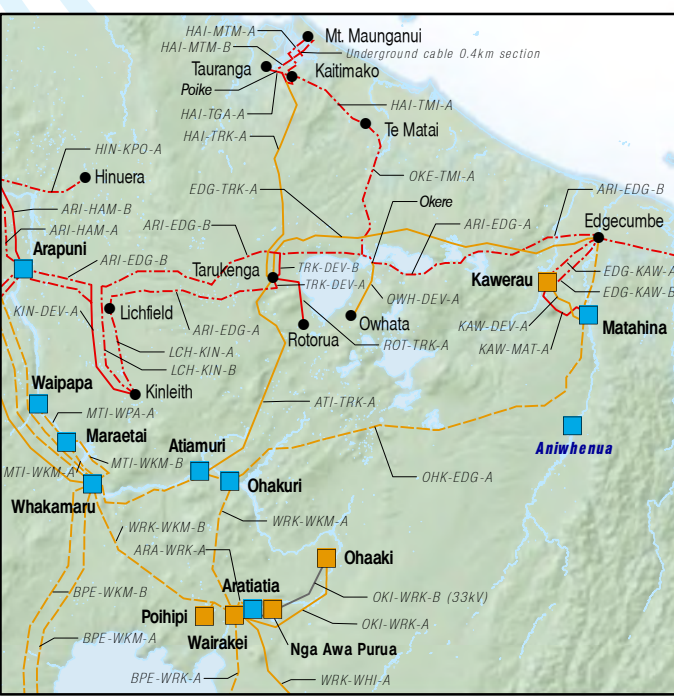 HAI-MTM-A
Mt. Maunganui
HAI-MTM-B
Underground cable 0.4km section
Tauranga
Kaitimako
Poike
HAI-TMI-A
HAI-TGA-A
Te Matai
HAI-TRK-A
HIN-KPO-A
Hinuera
OKE-TMI-A
EDG-TRK-A
ARI-EDG-B
Okere
ARI-HAM-B
ARI-HAM-A
ARI-EDG-B
ARI-EDG-A
Edgecumbe
Arapuni
ARI-EDG-B
TRK-DEV-B
Tarukenga
TRK-DEV-A
Kawerau
EDG-KAW-A
EDG-KAW-B
KIN-DEV-A
Lichfield
OWH-DEV-A
Owhata
KAW-DEV-A
Matahina
ARI-EDG-A
Rotorua
ROT-TRK-A
KAW-MAT-A
LCH-KIN-A
LCH-KIN-B
Waipapa
Kinleith
ATI-TRK-A
MTI-WPA-A
Maraetai
Aniwhenua
Atiamuri
MTI-WKM-A
MTI-WKM-B
OHK-EDG-A
Ohakuri
Whakamaru
WRK-WKM-B
WRK-WKM-A
ARA-WRK-A
Ohaaki
Aratiatia
BPE-WKM-B
OKI-WRK-B (33kV)
Poihipi
OKI-WRK-A
BPE-WKM-A
Wairakei
Nga Awa Purua
BPE-WRK-A
WRK-WHI-A